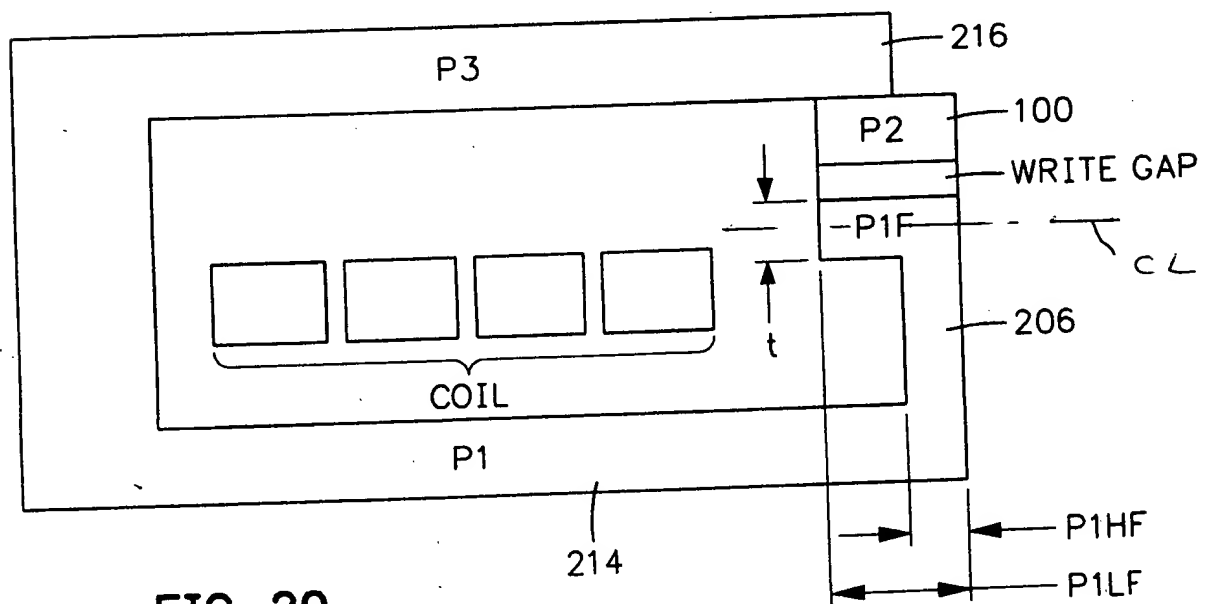 P3
216
P2
100
WRITE GAP
P1F
CL
t
206
COIL
P1
214
P1HF
P1LF